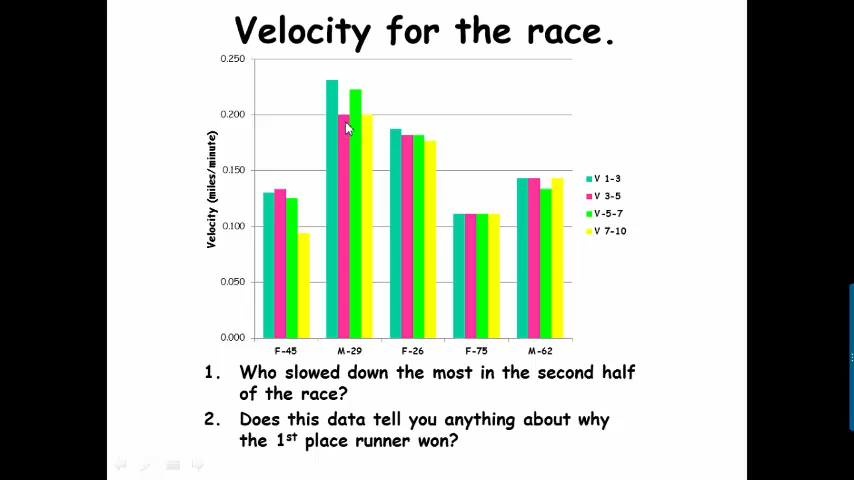 Velocity for the race.
0.250
0.200
0.150
0.100
0.050
0.000
Velocity (miles/minute)
F-45 M-29 F-26 F-75 M-62
V 1-3
V 3-5
V-5-7
V 7-10
1. Who slowed down the most in the second half
of the race?
2. Does this data tell you anything about why
the 1st place runner won?